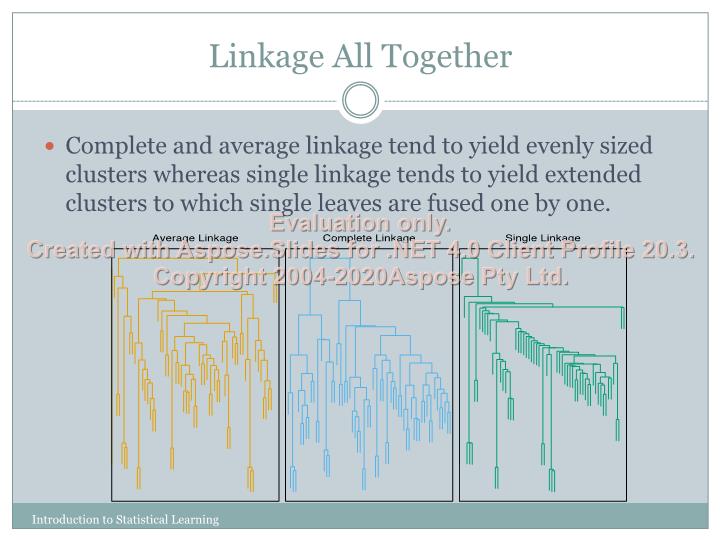 Linkage All Together
Complete and average linkage tend to yield evenly sized
clusters whereas single linkage tends to yield extended
clusters to which single leaves are fused one by one.
Evaluation only.
Average Linkage Complete Linkage Single Linkage
Created with Aspose.Slides for .NET 4.0 Client Profile 20.3.
Copyright 2004-2020Aspose Pty Ltd.
Introduction to Statistical Learning